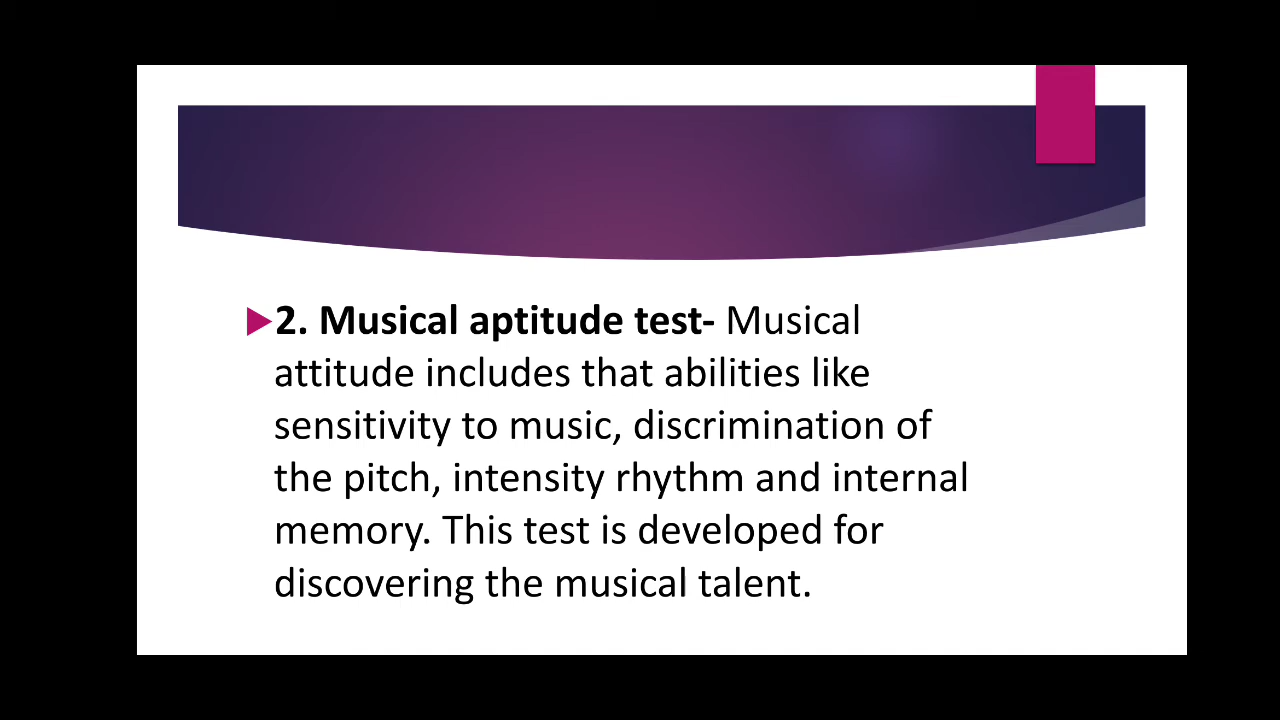 2. Musical aptitude test- Musical
attitude includes that abilities like
sensitivity to music, discrimination of
the pitch, intensity rhythm and internal
memory. This test is developed for
discovering the musical talent.